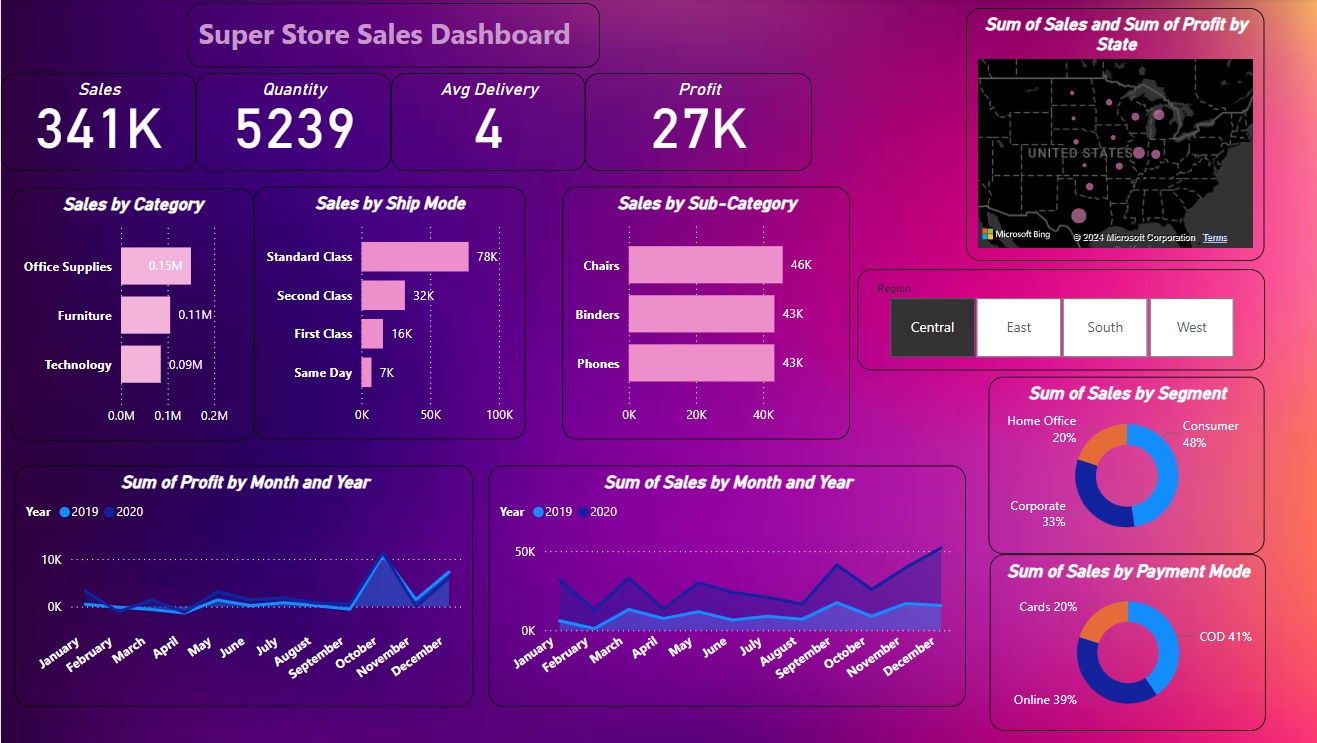 Super Store Sales Dashboard
Sales
341K
Quantity
5239
Avg Delivery
4
Profit
27K
Sum of Sales and Sum of Profit by
State
UNITED STATES
Microsoft Bing
© 2024 Microsoft Corporation Terms
Region
Central
East
South
West
Sales by Category
Office Supplies
0.15M
Furniture
0.11M
Technology
0.09M
0.0M 0.1M 0.2M
Sales by Ship Mode
Standard Class
78K
Second Class
32K
First Class
16K
Same Day
7K
0K 50K 100K
Sales by Sub-Category
Chairs
46K
Binders
43K
Phones
43K
0K 20K 40K
Sum of Sales by Segment
Home Office
20%
Consumer
48%
Corporate
33%
Sum of Profit by Month and Year
Year 2019 2020
10K
0K
January
February
March
April
May
June
July
August
September
October
November
December
Sum of Sales by Month and Year
Year 2019 2020
50K
0K
January
February
March
April
May
June
July
August
September
October
November
December
Sum of Sales by Payment Mode
Cards 20%
COD 41%
Online 39%